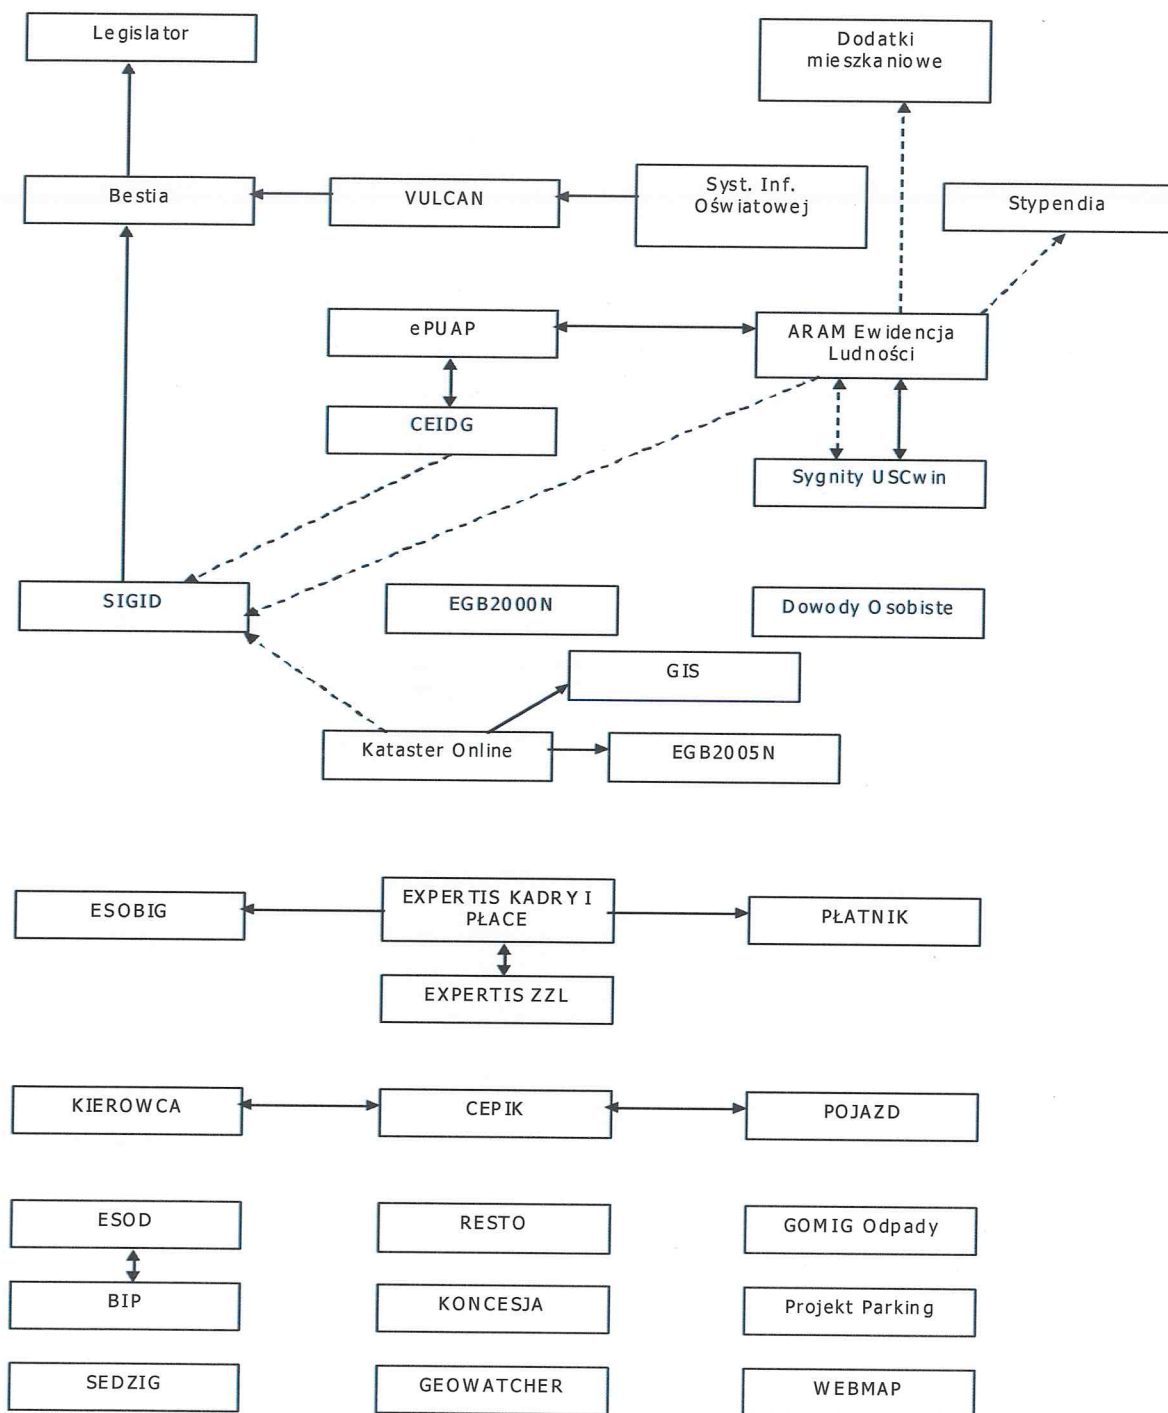 Legislator
Dodatki
mieszkaniowe
Bestia
VULCAN
Syst. Inf.
Oświatowej
Stypendia
ePUAP
ARAM Ewidencja
Ludności
CEIDG
Sygnity USCwin
SIGID
EGB2000N
Dowody Osobiste
GIS
Kataster Online
EGB2005N
ESOBIG
EXPERTIS KADRY I
PŁACE
PŁATNIK
EXPERTIS ZZL
KIEROWCA
CEPIK
POJAZD
ESOD
RESTO
GOMIG Odpady
BIP
KONCESJA
Projekt Parking
SEDZIG
GEOWATCHER
WEBMAP